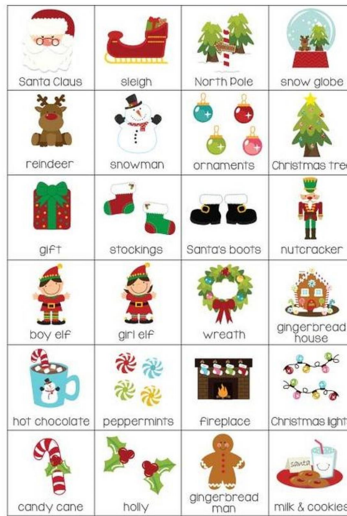 Santa Claus
sleigh
North Pole
snow globe
reindeer
snowman
ornaments
Christmas tree
gift
stockings
Santa's boots
nutcracker
boy elf
girl elf
wreath
gingerbread
house
hot chocolate
peppermints
fireplace
Christmas light
candy cane
holly
gingerbread
man
milk & cookies